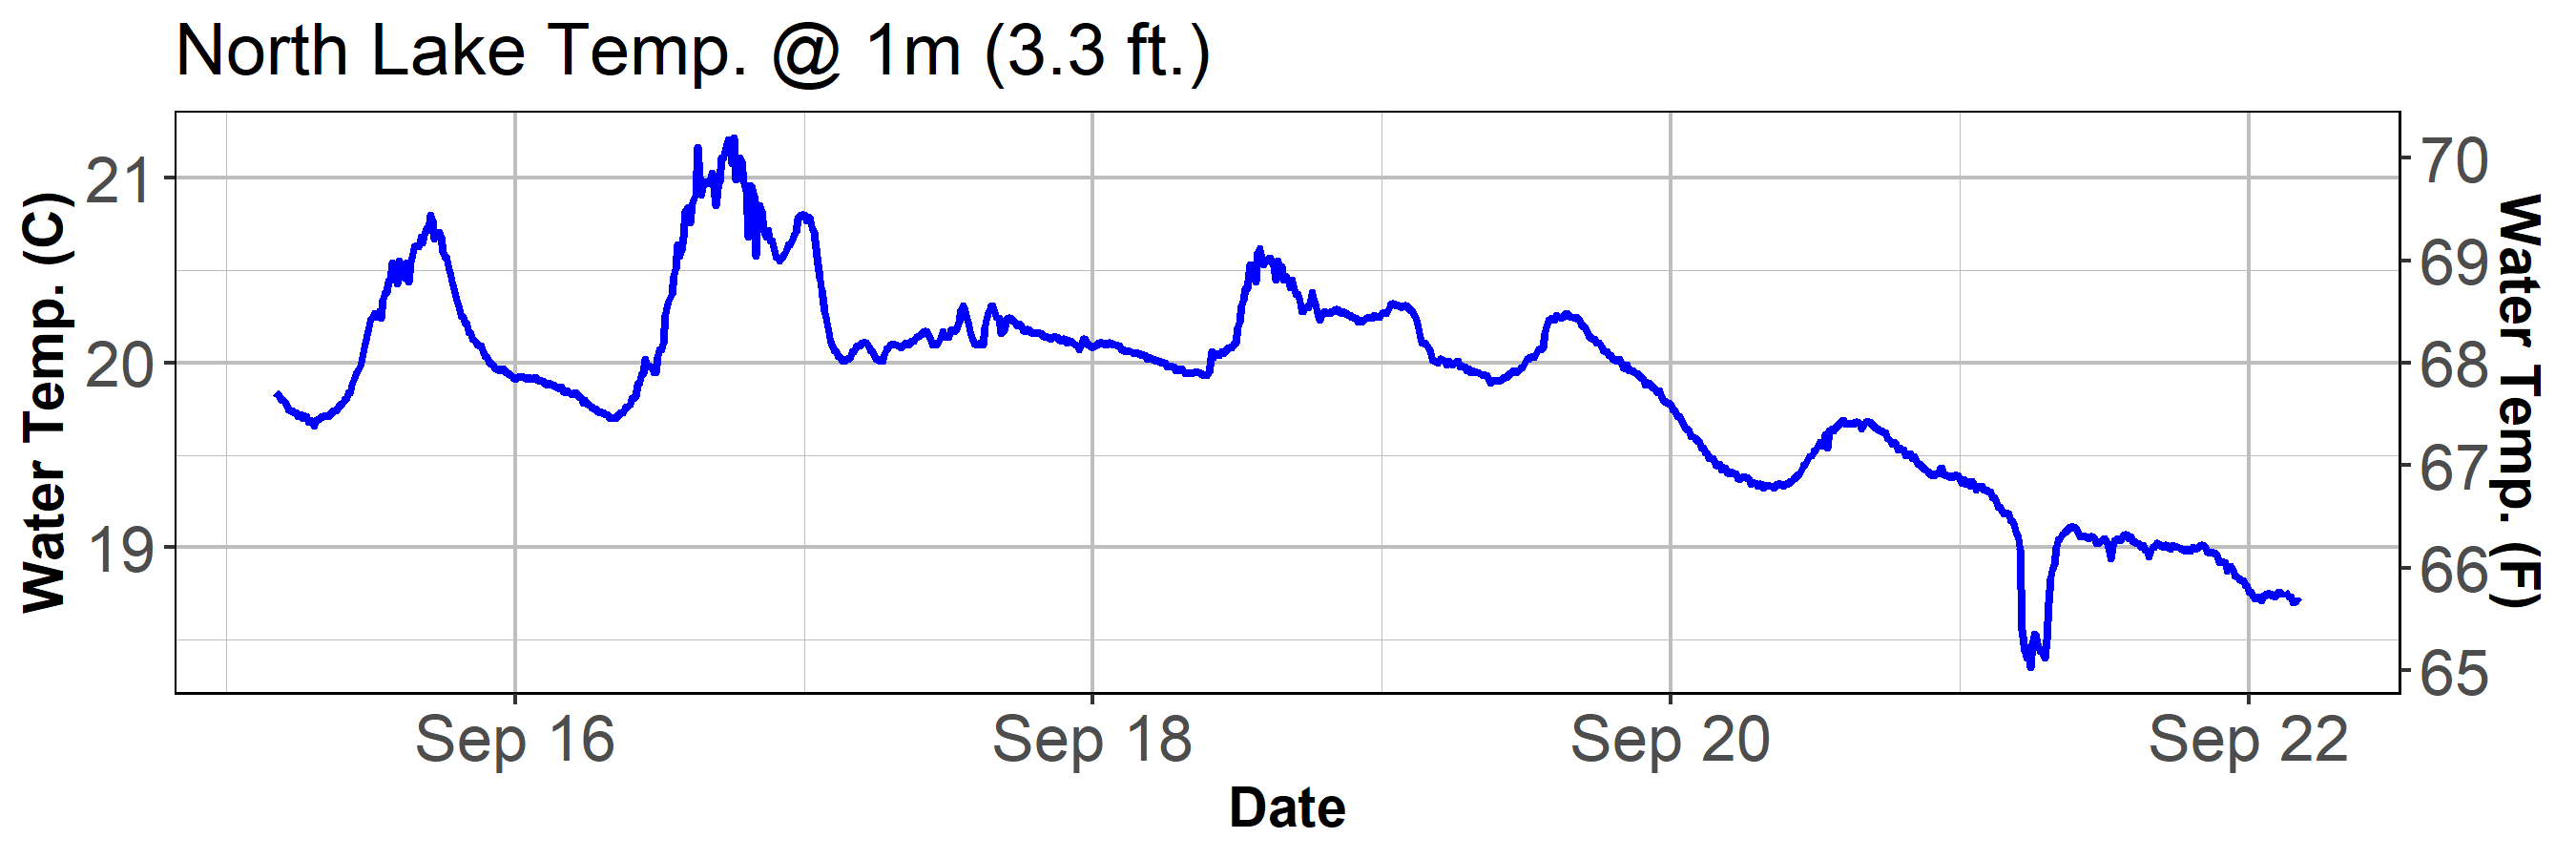 North Lake Temp. @ 1m (3.3 ft.)
Water Temp. (C)
21
20
19
70
69
68
67
66
65
Water Temp. (F)
Sep 16 Sep 18 Sep 20 Sep 22
Date